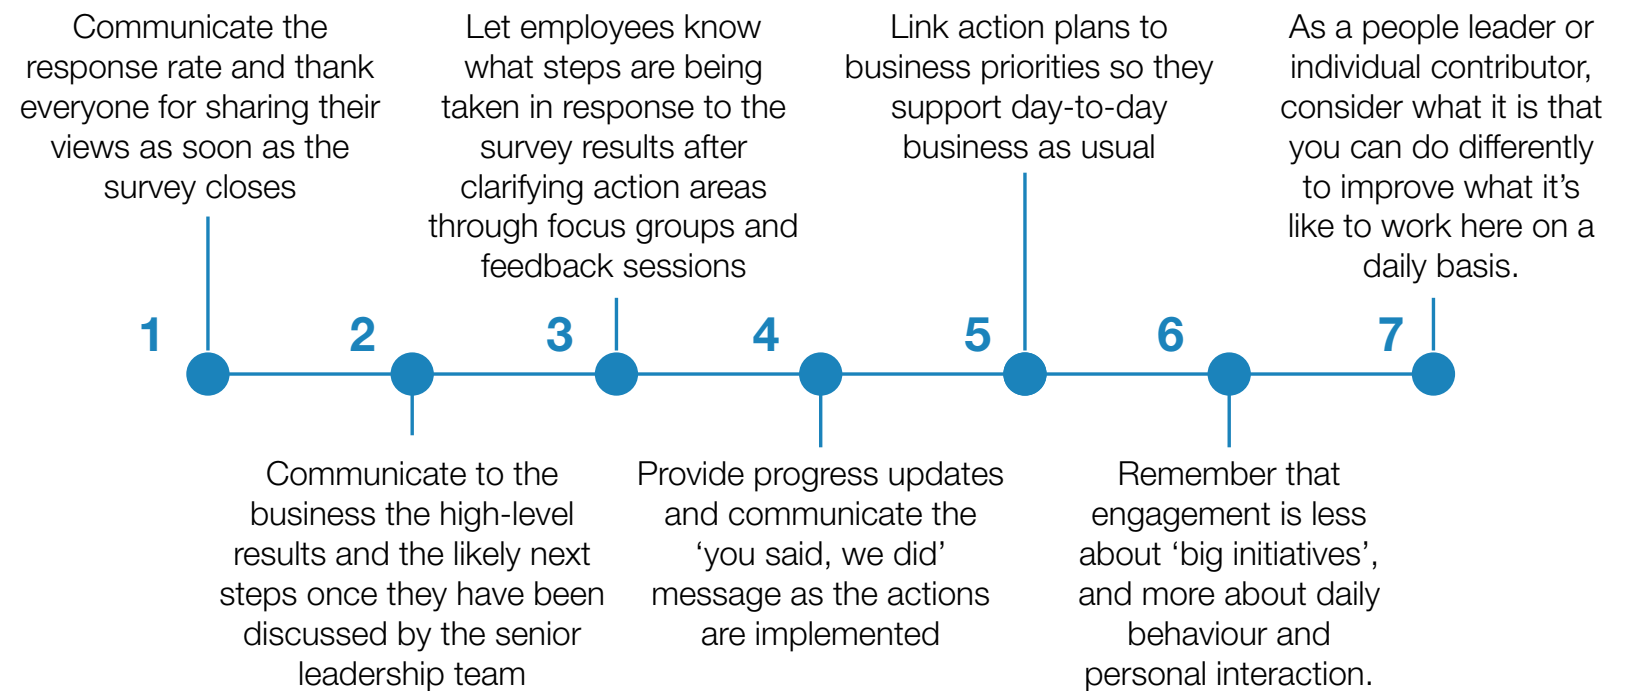 Communicate the
response rate and thank
everyone for sharing their
views as soon as the
survey closes
Let employees know
what steps are being
taken in response to the
survey results after
clarifying action areas
through focus groups and
feedback sessions
Link action plans to
business priorities so they
support day-to-day
business as usual
As a people leader or
individual contributor,
consider what it is that
you can do differently
to improve what it’s
like to work here on a
daily basis.
1
2
3
4
5
6
7
Communicate to the
business the high-level
results and the likely next
steps once they have been
discussed by the senior
leadership team
Provide progress updates
and communicate the
‘you said, we did’
message as the actions
are implemented
Remember that
engagement is less
about ‘big initiatives’,
and more about daily
behaviour and
personal interaction.